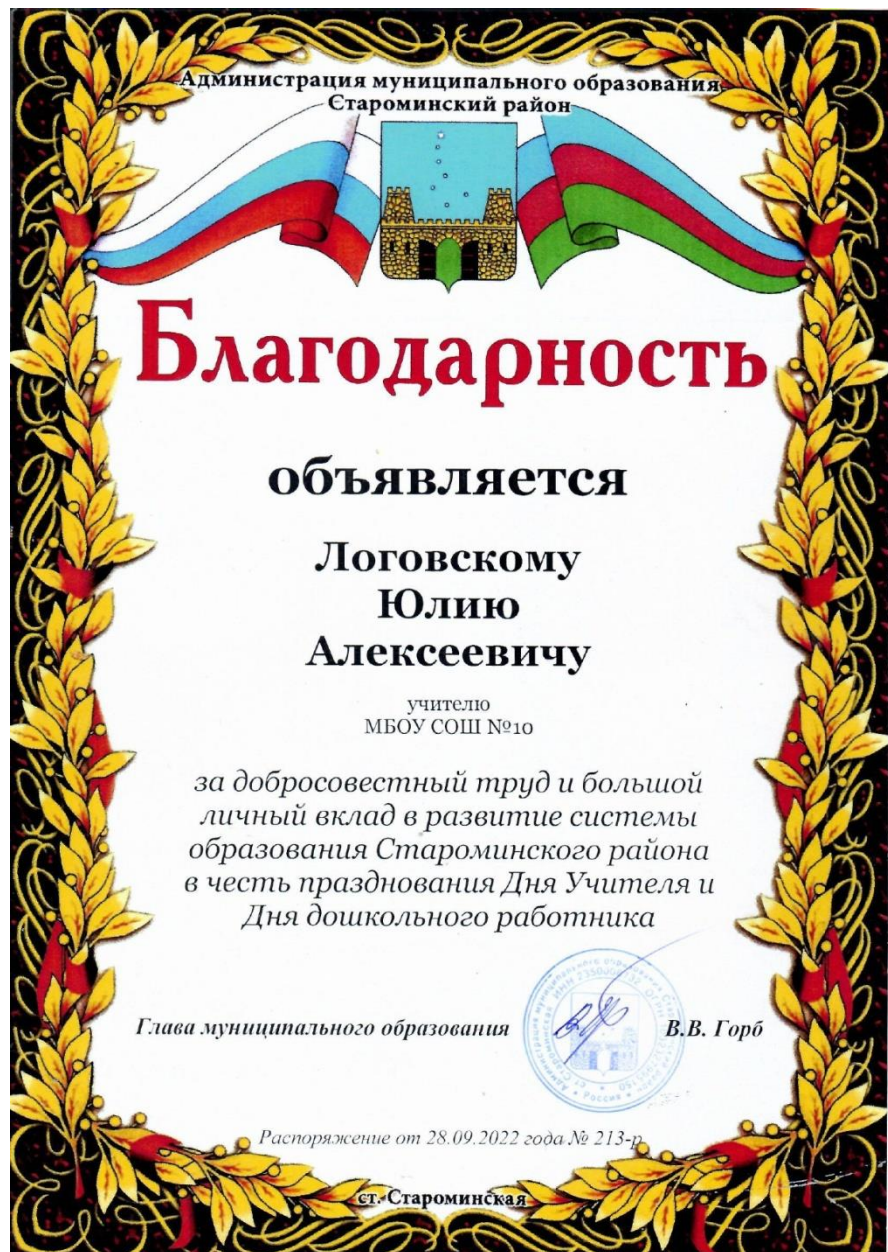 Администрация муниципального образования
Староминский район
Благодарность
объявляется
Логовскому
Юлию
Алексеевичу
учителю
МБОУ СОШ №10
за добросовестный труд и большой
личный вклад в развитие системы
образования Староминского района
в честь празднования Дня Учителя и
Дня дошкольного работника
Глава муниципального образования
В.В. Горб
Распоряжение от 28.09.2022 года № 213-р
ст. Староминская